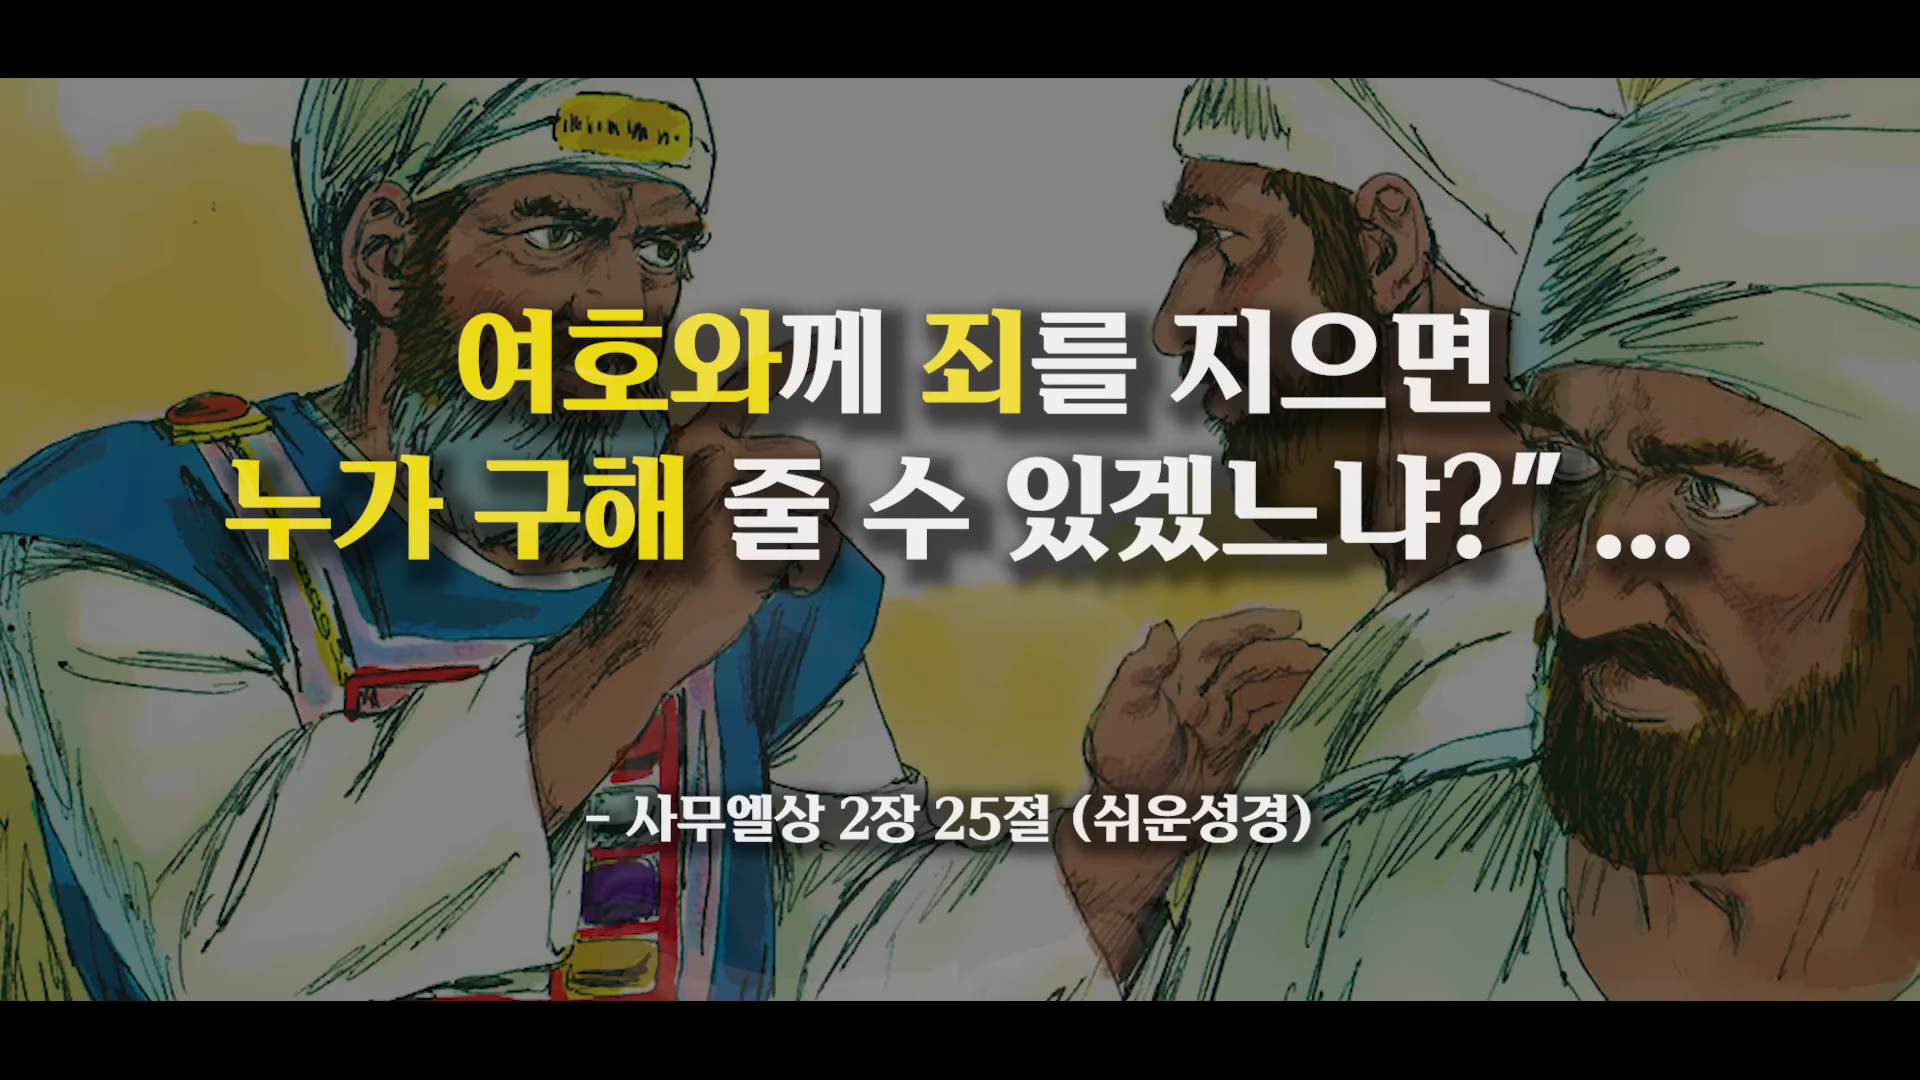 여호와께 죄를 지으면
누가 구해 줄 수 있겠느냐?" ...
- 사무엘상 2장 25절 (쉬운성경)